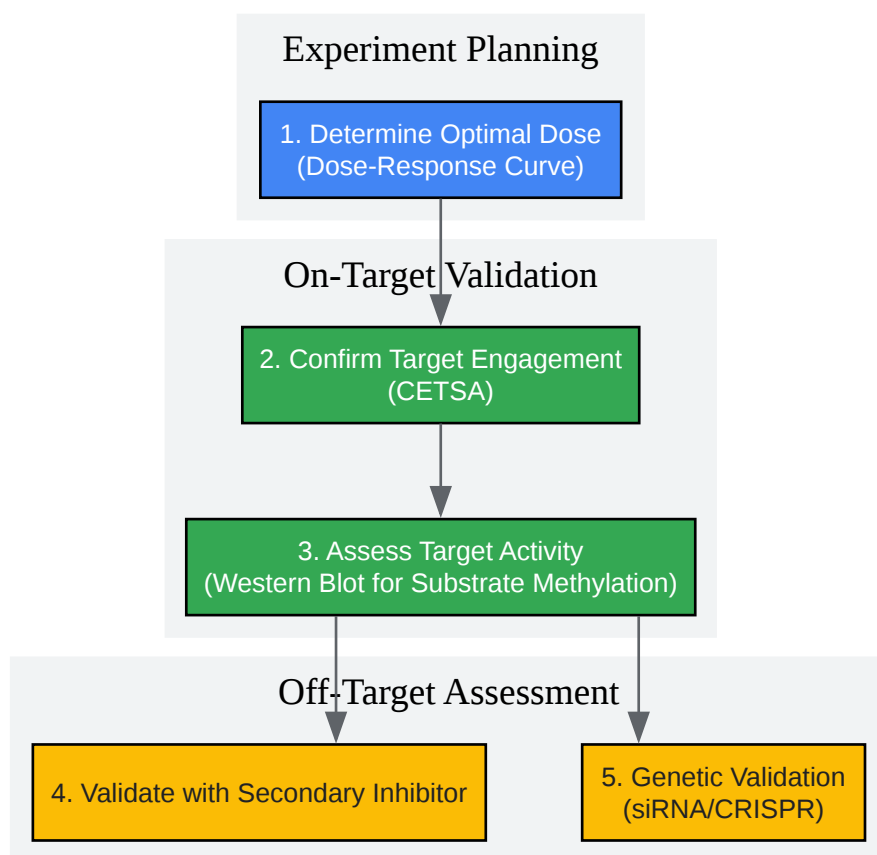 Experiment Planning
1. Determine Optimal Dose
(Dose-Response Curve)
On-Target Validation
2. Confirm Target Engagement
(CETSA)
3. Assess Target Activity
(Western Blot for Substrate Methylation)
Off-Target Assessment
4. Validate with Secondary Inhibitor
5. Genetic Validation
(siRNA/CRISPR)